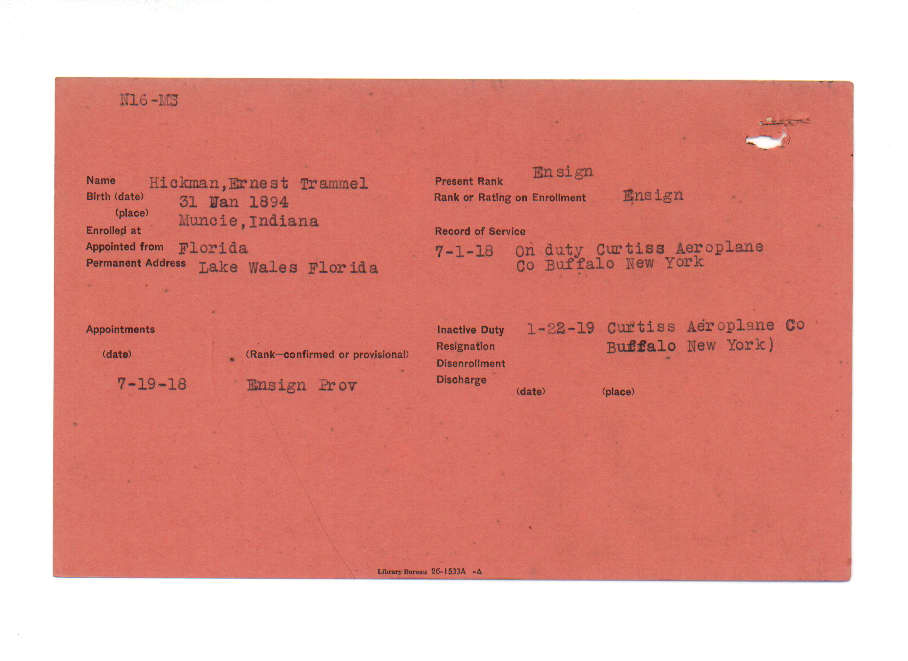 N16-MS
Name Hickman,Ernest Trammel
Birth (date) 31 Jan 1894
(place) Muncie,Indiana
Enrolled at
Appointed from Florida
Permanent Address Lake Wales Florida
Present Rank Ensign
Rank or Rating on Enrollment Ensign
Record of Service
7-1-18 On duty Curtiss Aeroplane
Co Buffalo New York
Appointments
(date) (Rank—confirmed or provisional)
7-19-18 Ensign Prov
Inactive Duty 1-22-19 Curtiss Aeroplane Co
Resignation Buffalo New York)
Disenrollment
Discharge
(date) (place)
Library Bureau 26-1533A -A